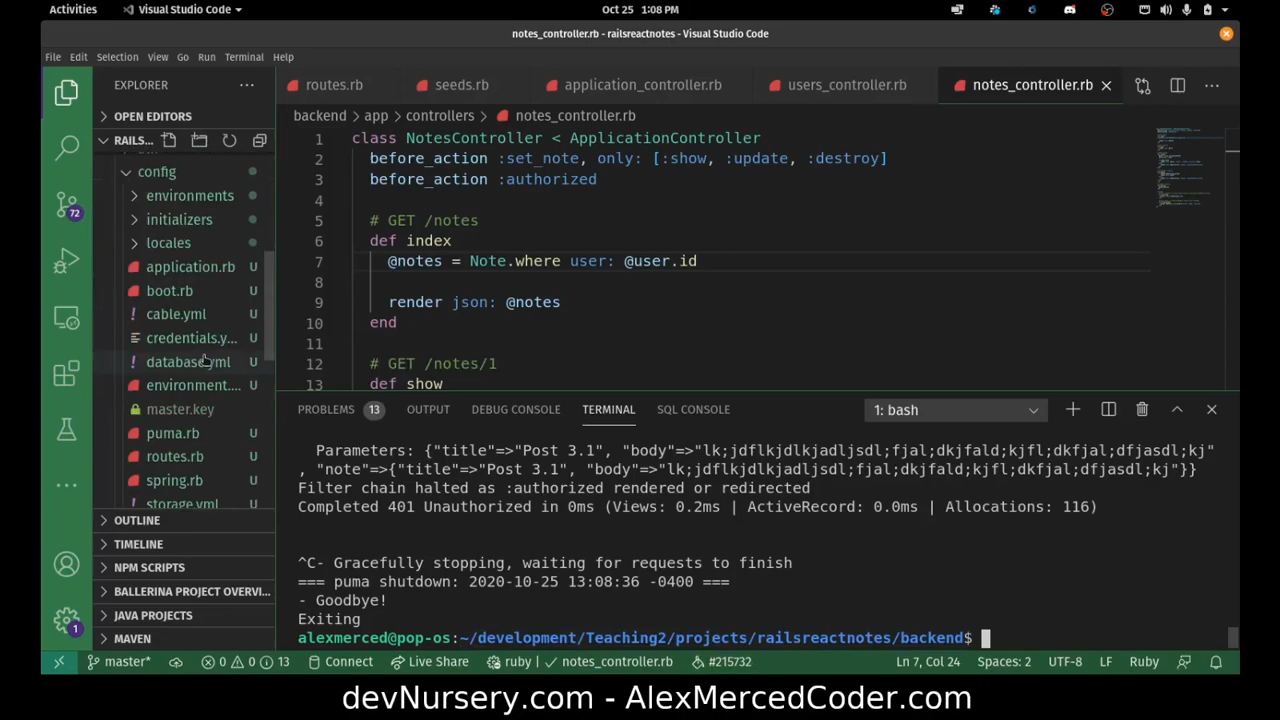 Activities
Visual Studio Code
Oct 25 1:08 PM
notes_controller.rb - railsreactnotes - Visual Studio Code
File Edit Selection View Go Run Terminal Help
EXPLORER
routes.rb
seeds.rb
application_controller.rb
users_controller.rb
notes_controller.rb
OPEN EDITORS
backend > app > controllers > notes_controller.rb
RAILS...
config
environments
initializers
locales
application.rb U
boot.rb U
cable.yml U
credentials.y... U
database.yml U
environment.... U
master.key
puma.rb U
routes.rb U
spring.rb U
storage.yml U
OUTLINE
TIMELINE
NPM SCRIPTS
BALLERINA PROJECT OVERVI...
JAVA PROJECTS
MAVEN
72
1
1 class NotesController < ApplicationController
2 before_action :set_note, only: [:show, :update, :destroy]
3 before_action :authorized
4
5 # GET /notes
6 def index
7 @notes = Note.where user: @user.id
8
9 render json: @notes
10 end
11
12 # GET /notes/1
13 def show
PROBLEMS 13 OUTPUT DEBUG CONSOLE TERMINAL SQL CONSOLE 1: bash
Parameters: {"title"=>"Post 3.1", "body"=>"lk;jdflkjdlkjadljsdl;fjal;dkjfald;kjfl;dkfjal;dfjasdl;kj"
, "note"=>{"title"=>"Post 3.1", "body"=>"lk;jdflkjdlkjadljsdl;fjal;dkjfald;kjfl;dkfjal;dfjasdl;kj"}}
Filter chain halted as :authorized rendered or redirected
Completed 401 Unauthorized in 0ms (Views: 0.2ms | ActiveRecord: 0.0ms | Allocations: 116)
^C- Gracefully stopping, waiting for requests to finish
=== puma shutdown: 2020-10-25 13:08:36 -0400 ===
- Goodbye!
Exiting
alexmerced@pop-os:~/development/Teaching2/projects/railsreactnotes/backend$
master* 0 0 13 Connect Live Share ruby | ✓ notes_controller.rb #215732 Ln 7, Col 24 Spaces: 2 UTF-8 LF Ruby
devNursery.com - AlexMercedCoder.com